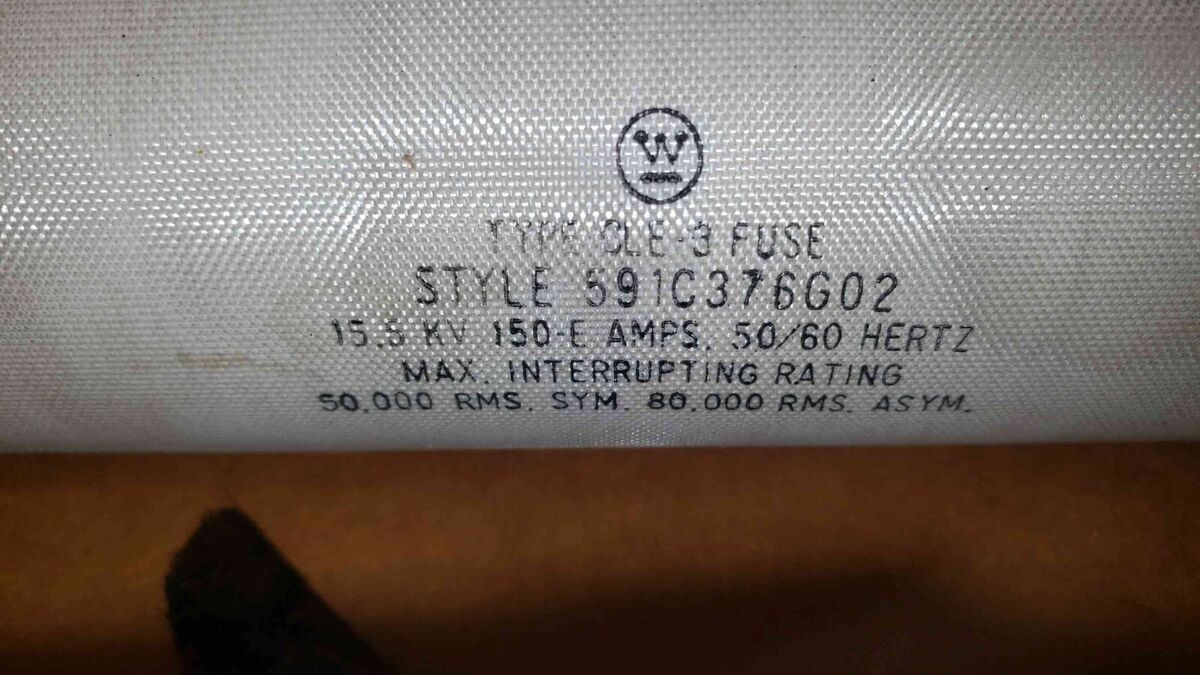 W
TYPE CLE-3 FUSE
STYLE 591C376G02
15.5 KV 150-E AMPS. 50/60 HERTZ
MAX. INTERRUPTING RATING
50,000 RMS. SYM. 80,000 RMS. ASYM.